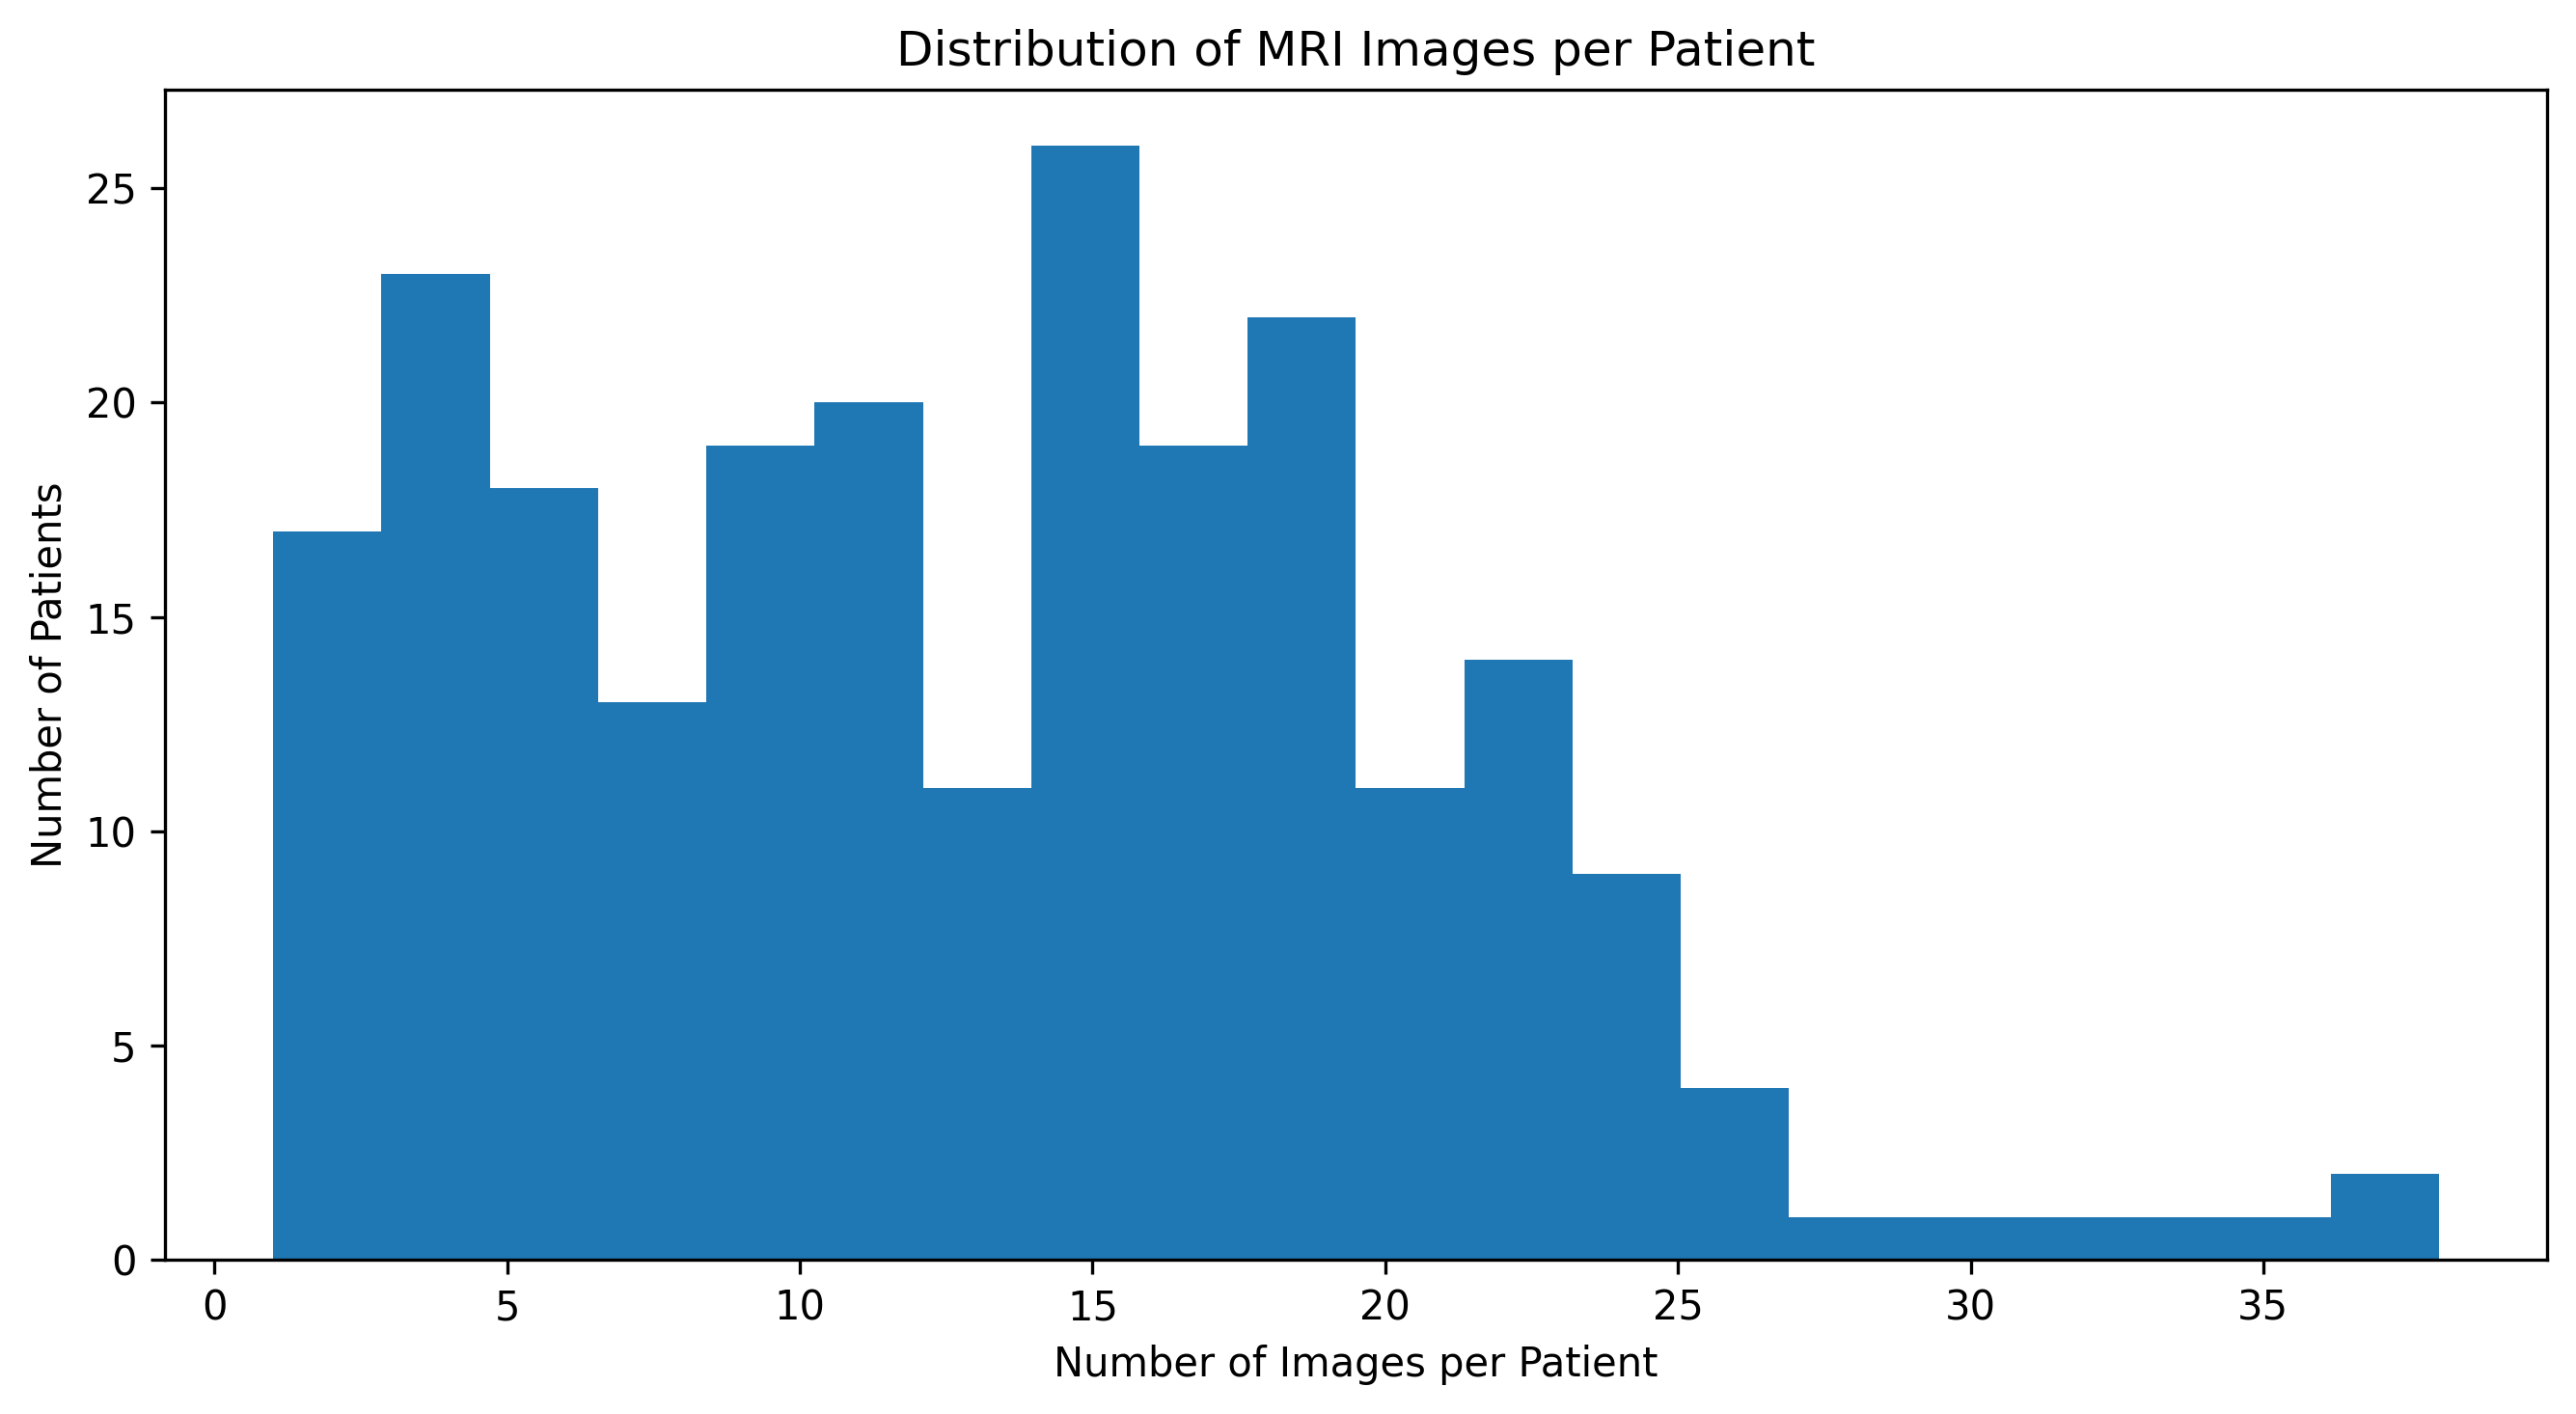 Distribution of MRI Images per Patient
Number of Patients
25
20
15
10
5
0
0 5 10 15 20 25 30 35
Number of Images per Patient